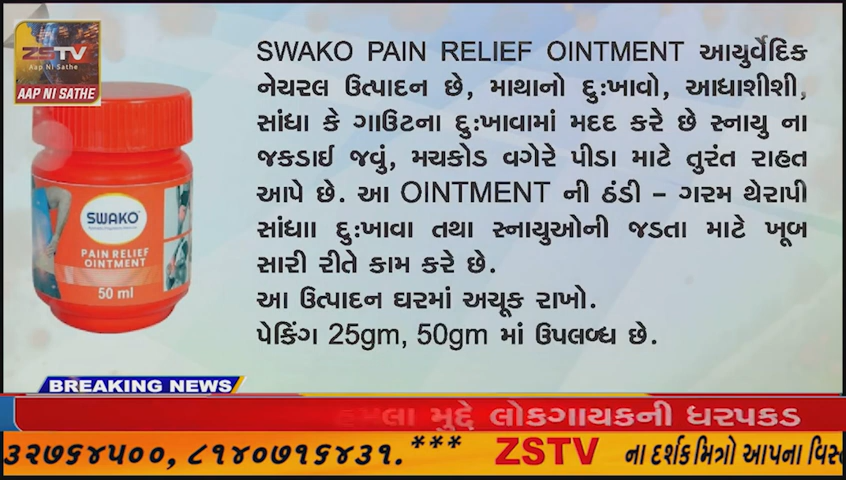 ZSTV
Aap Ni Sathe
AAP NI SATHE
SWAKO PAIN RELIEF OINTMENT આયુર્વેદિક
નેચરલ ઉત્પાદન છે, માથાનો દુઃખાવો, આધાશીશી,
સાંધા કે ગાઉટના દુઃખાવામાં મદદ કરે છે સ્નાયુ ના
જકડાઈ જવું, મચકોડ વગેરે પીડા માટે તુરંત રાહત
આપે છે. આ OINTMENT ની ઠંડી – ગરમ થેરાપી
સાંધાા દુઃખાવા તથા સ્નાયુઓની જડતા માટે ખૂબ
સારી રીતે કામ કરે છે.
આ ઉત્પાદન ઘરમાં અચૂક રાખો.
પેકિંગ 25gm, 50gm માં ઉપલબ્ધ છે.
SWAKO
PAIN RELIEF
OINTMENT
50 ml
BREAKING NEWS
મુદ્દે લોકગાયકની ધરપકડ
૩૨૭૬૪૫૦૦, ૮૧૪૦૭૧૬૪૩૧.*** ZSTV ના દર્શકમિત્રો આપના